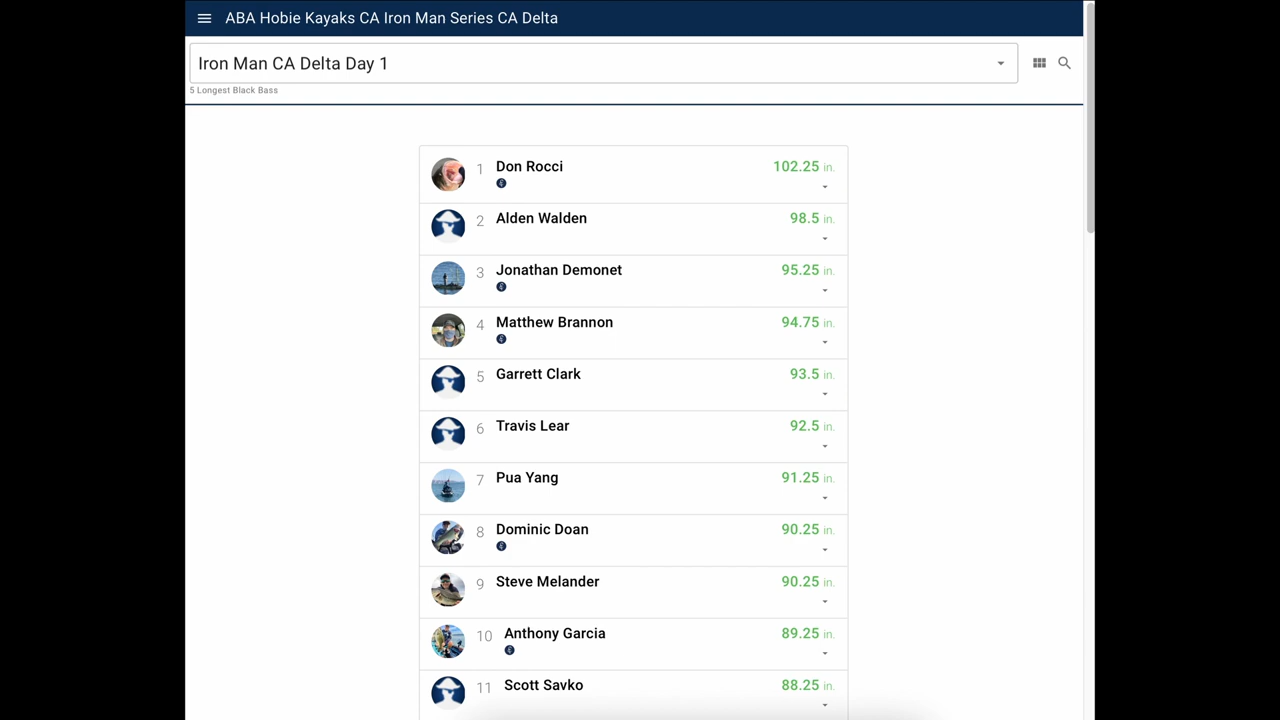 ABA Hobie Kayaks CA Iron Man Series CA Delta
Iron Man CA Delta Day 1
5 Longest Black Bass
1 Don Rocci 102.25 in.
2 Alden Walden 98.5 in.
3 Jonathan Demonet 95.25 in.
4 Matthew Brannon 94.75 in.
5 Garrett Clark 93.5 in.
6 Travis Lear 92.5 in.
7 Pua Yang 91.25 in.
8 Dominic Doan 90.25 in.
9 Steve Melander 90.25 in.
10 Anthony Garcia 89.25 in.
11 Scott Savko 88.25 in.